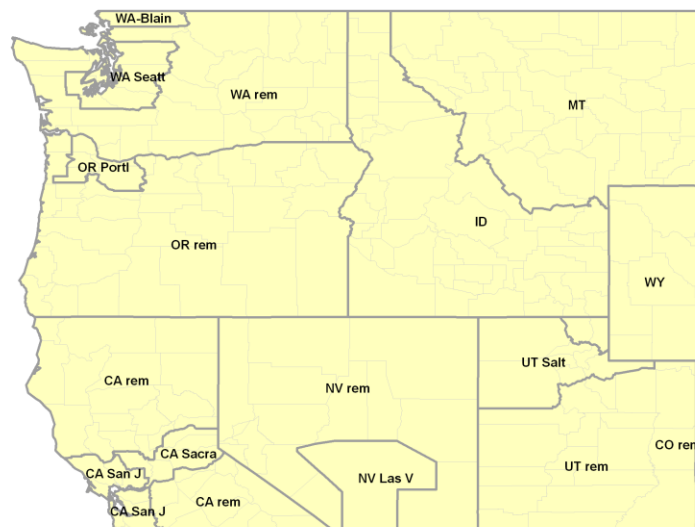 WA-Blain
WA Seatt
WA rem
MT
OR Portl
ID
OR rem
WY
UT Salt
CA rem
NV rem
CA Sacra
CO rem
CA San J
UT rem
NV Las V
CA rem
CA San J